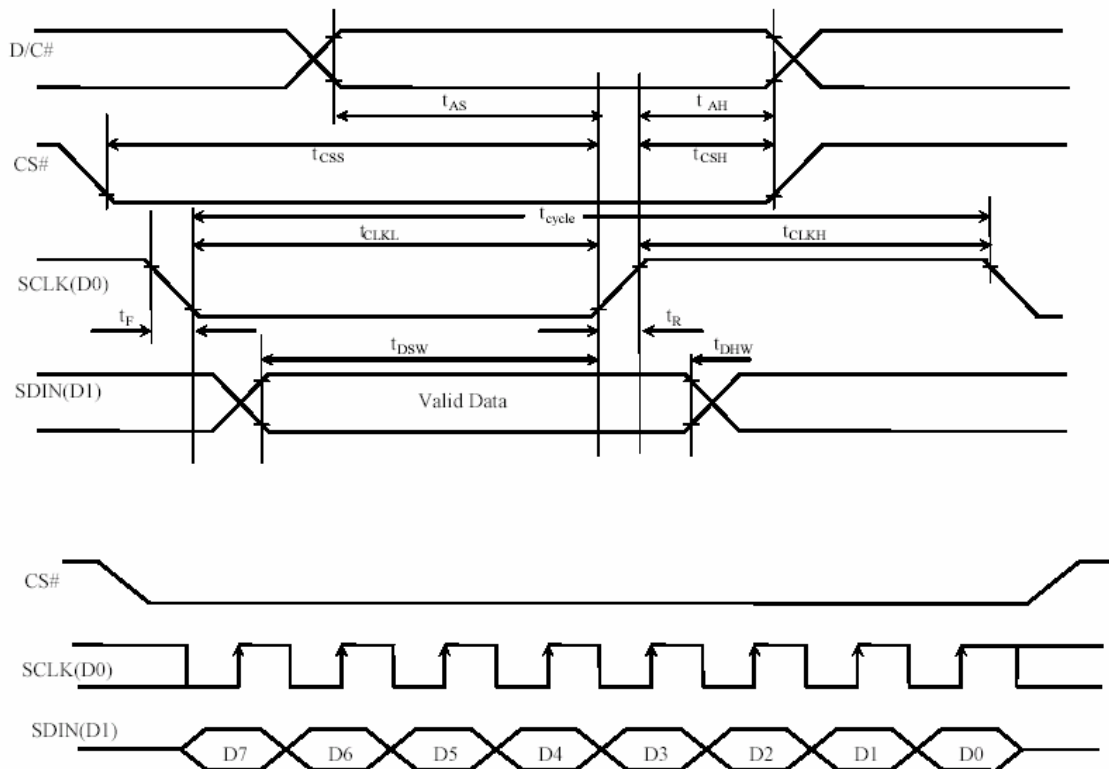 D/C#
tAS
t AH
CS#
tCSS
tCSH
tcycle
tCLKL
tCLKH
SCLK(D0)
tF
tR
tDSW
tDHW
SDIN(D1)
Valid Data
CS#
SCLK(D0)
SDIN(D1)
D7 D6 D5 D4 D3 D2 D1 D0